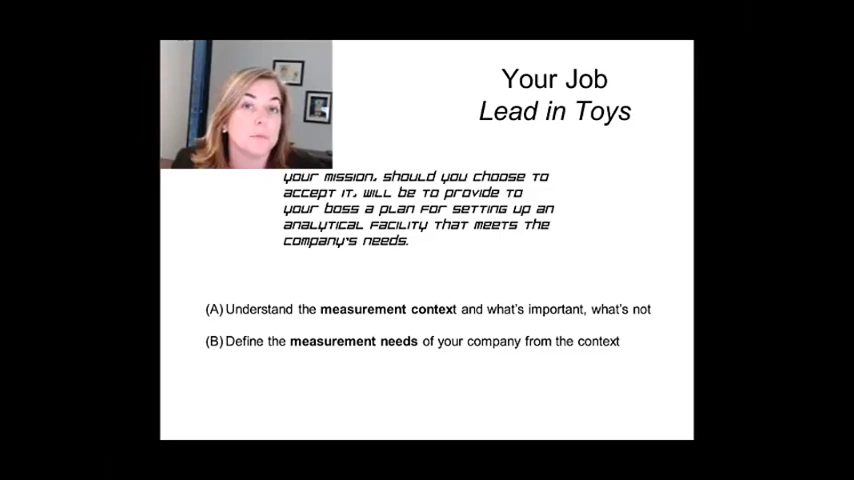 Your Job
Lead in Toys
YOUR MISSION, SHOULD YOU CHOOSE TO
ACCEPT IT, WILL BE TO PROVIDE TO
YOUR BOSS A PLAN FOR SETTING UP AN
ANALYTICAL FACILITY THAT MEETS THE
COMPANY'S NEEDS.
(A) Understand the measurement context and what's important, what's not
(B) Define the measurement needs of your company from the context